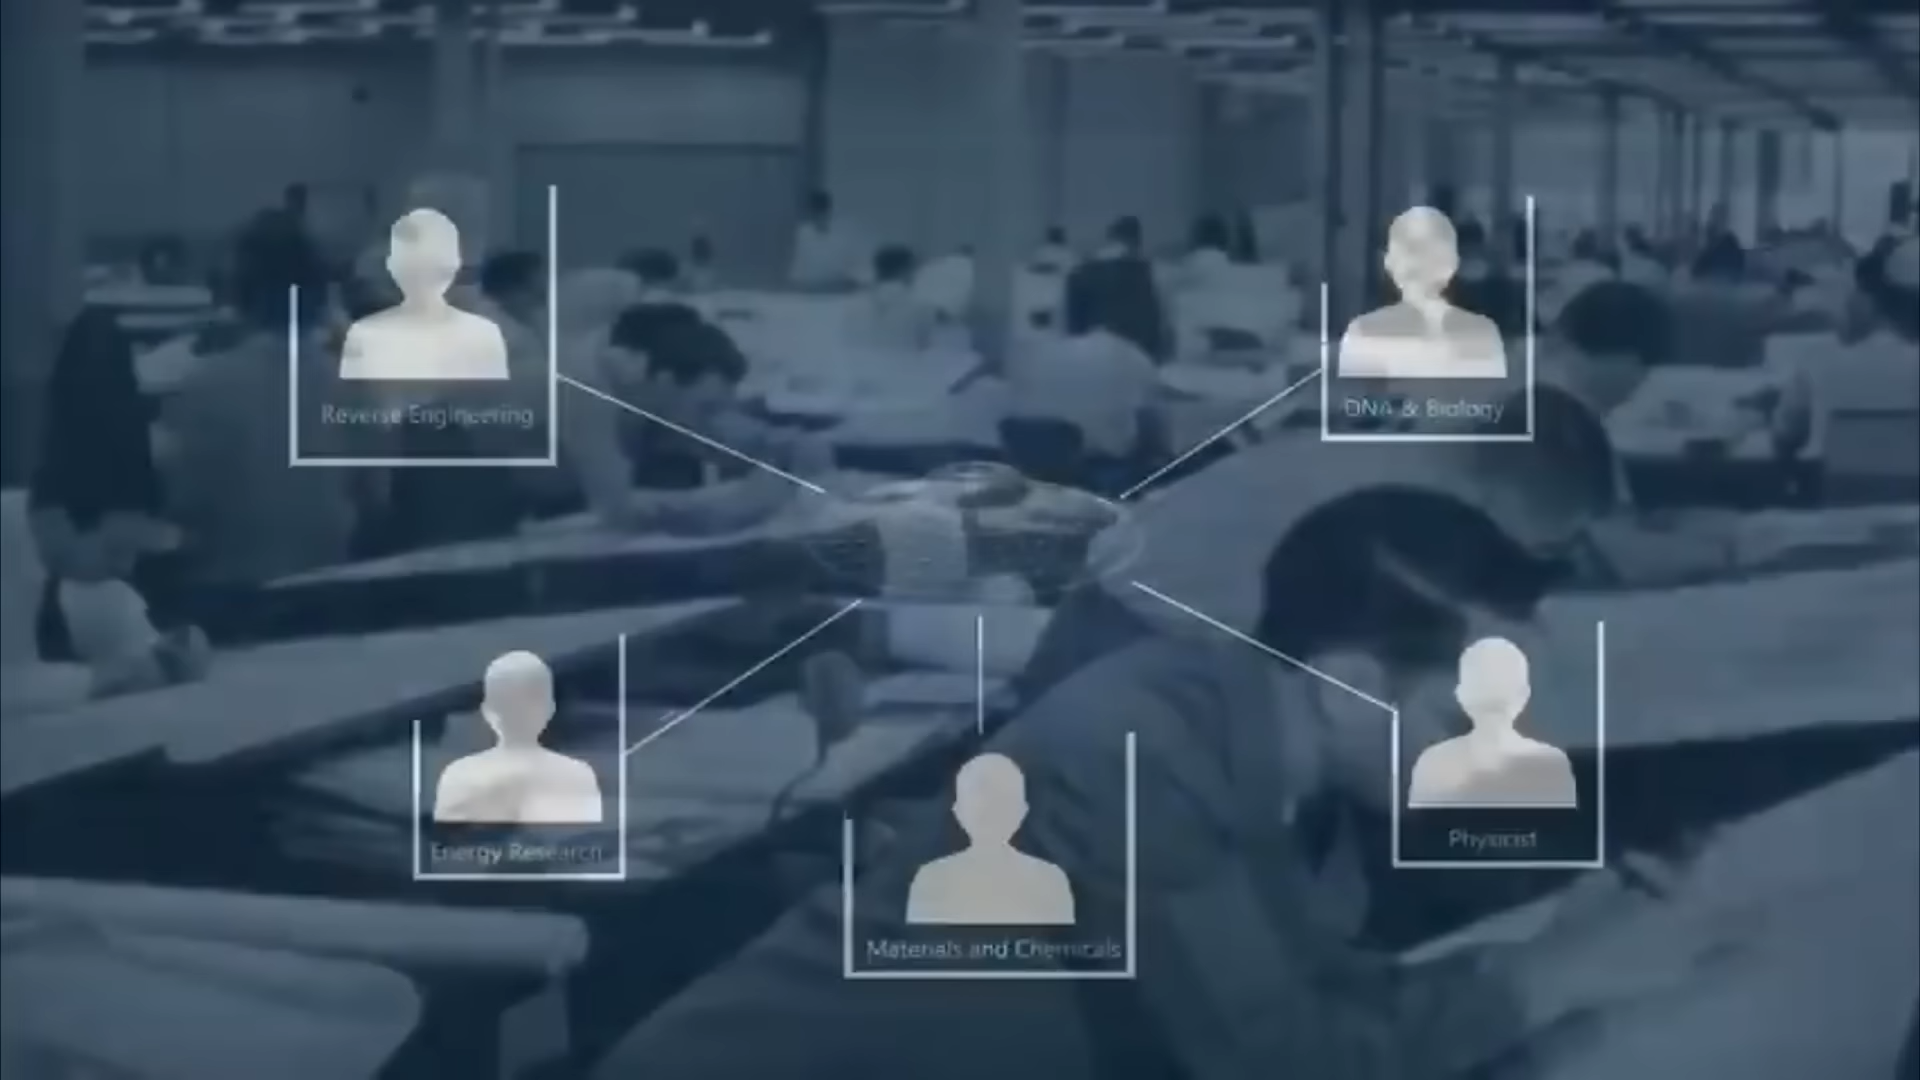 Reverse Engineering
DNA & Biology
Energy Research
Physicist
Materials and Chemicals